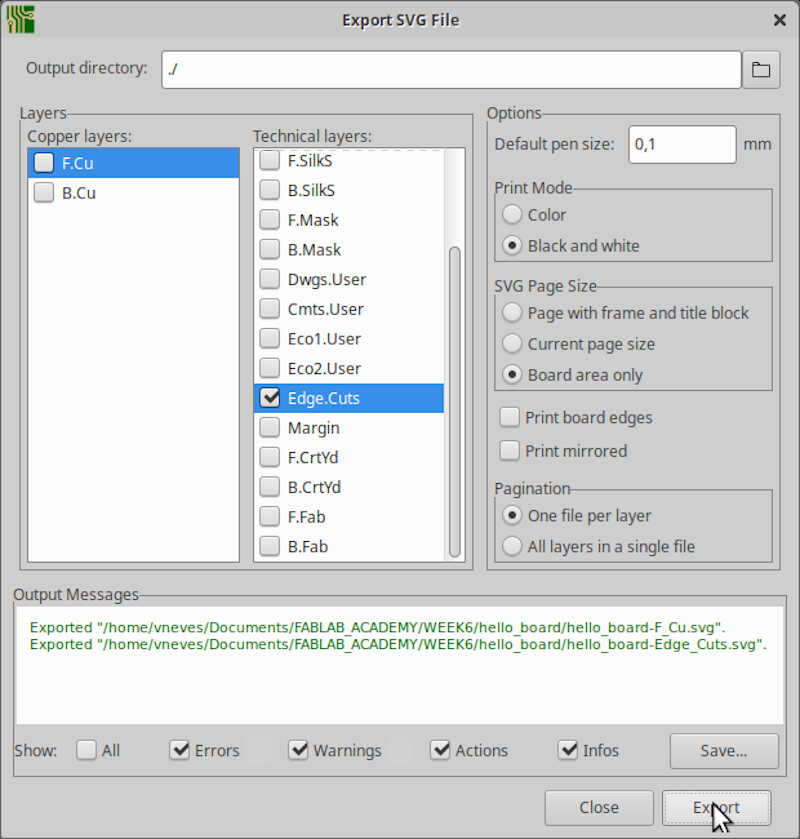 Export SVG File
Output directory: ./
Layers
Copper layers:
F.Cu
B.Cu
Technical layers:
F.SilkS
B.SilkS
F.Mask
B.Mask
Dwgs.User
Cmts.User
Eco1.User
Eco2.User
Edge.Cuts
Margin
F.CrtYd
B.CrtYd
F.Fab
B.Fab
Options
Default pen size: 0,1 mm
Print Mode
Color
Black and white
SVG Page Size
Page with frame and title block
Current page size
Board area only
Print board edges
Print mirrored
Pagination
One file per layer
All layers in a single file
Output Messages
Exported "/home/vneves/Documents/FABLAB_ACADEMY/WEEK6/hello_board/hello_board-F_Cu.svg".
Exported "/home/vneves/Documents/FABLAB_ACADEMY/WEEK6/hello_board/hello_board-Edge_Cuts.svg".
Show: All Errors Warnings Actions Infos Save...
Close Export